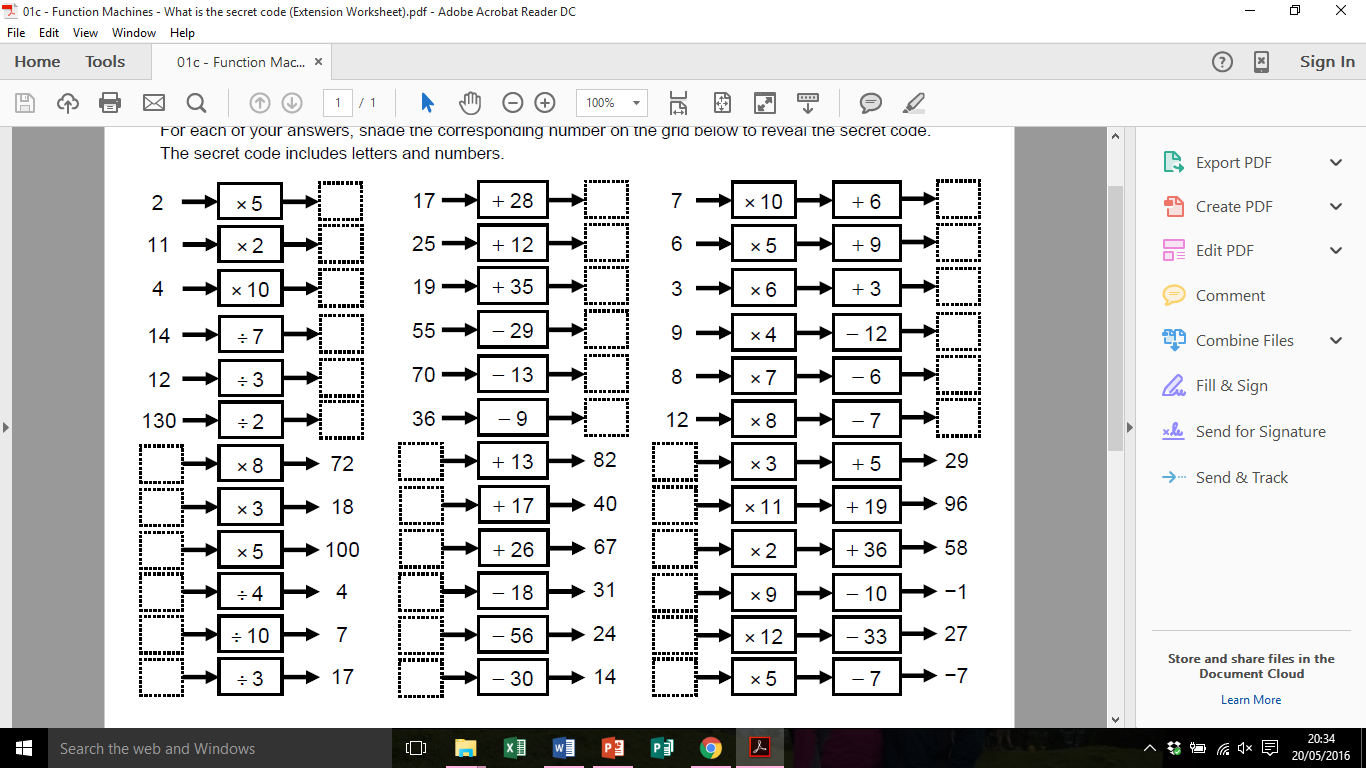 01c - Function Machines - What is the secret code (Extension Worksheet).pdf - Adobe Acrobat Reader DC
File Edit View Window Help
Home Tools 01c - Function Mac... × ? Sign In
1 / 1 100%
For each of your answers, shade the corresponding number on the grid below to reveal the secret code.
The secret code includes letters and numbers.
2 × 5 17 + 28 7 × 10 + 6
11 × 2 25 + 12 6 × 5 + 9
4 × 10 19 + 35 3 × 6 + 3
14 ÷ 7 55 − 29 9 × 4 − 12
12 ÷ 3 70 − 13 8 × 7 − 6
130 ÷ 2 36 − 9 12 × 8 − 7
× 8 72 + 13 82 × 3 + 5 29
× 3 18 + 17 40 × 11 + 19 96
× 5 100 + 26 67 × 2 + 36 58
÷ 4 4 − 18 31 × 9 − 10 −1
÷ 10 7 − 56 24 × 12 − 33 27
÷ 3 17 − 30 14 × 5 − 7 −7
Export PDF
Create PDF
Edit PDF
Comment
Combine Files
Fill & Sign
Send for Signature
Send & Track
Store and share files in the
Document Cloud
Learn More
Search the web and Windows
20:34
20/05/2016